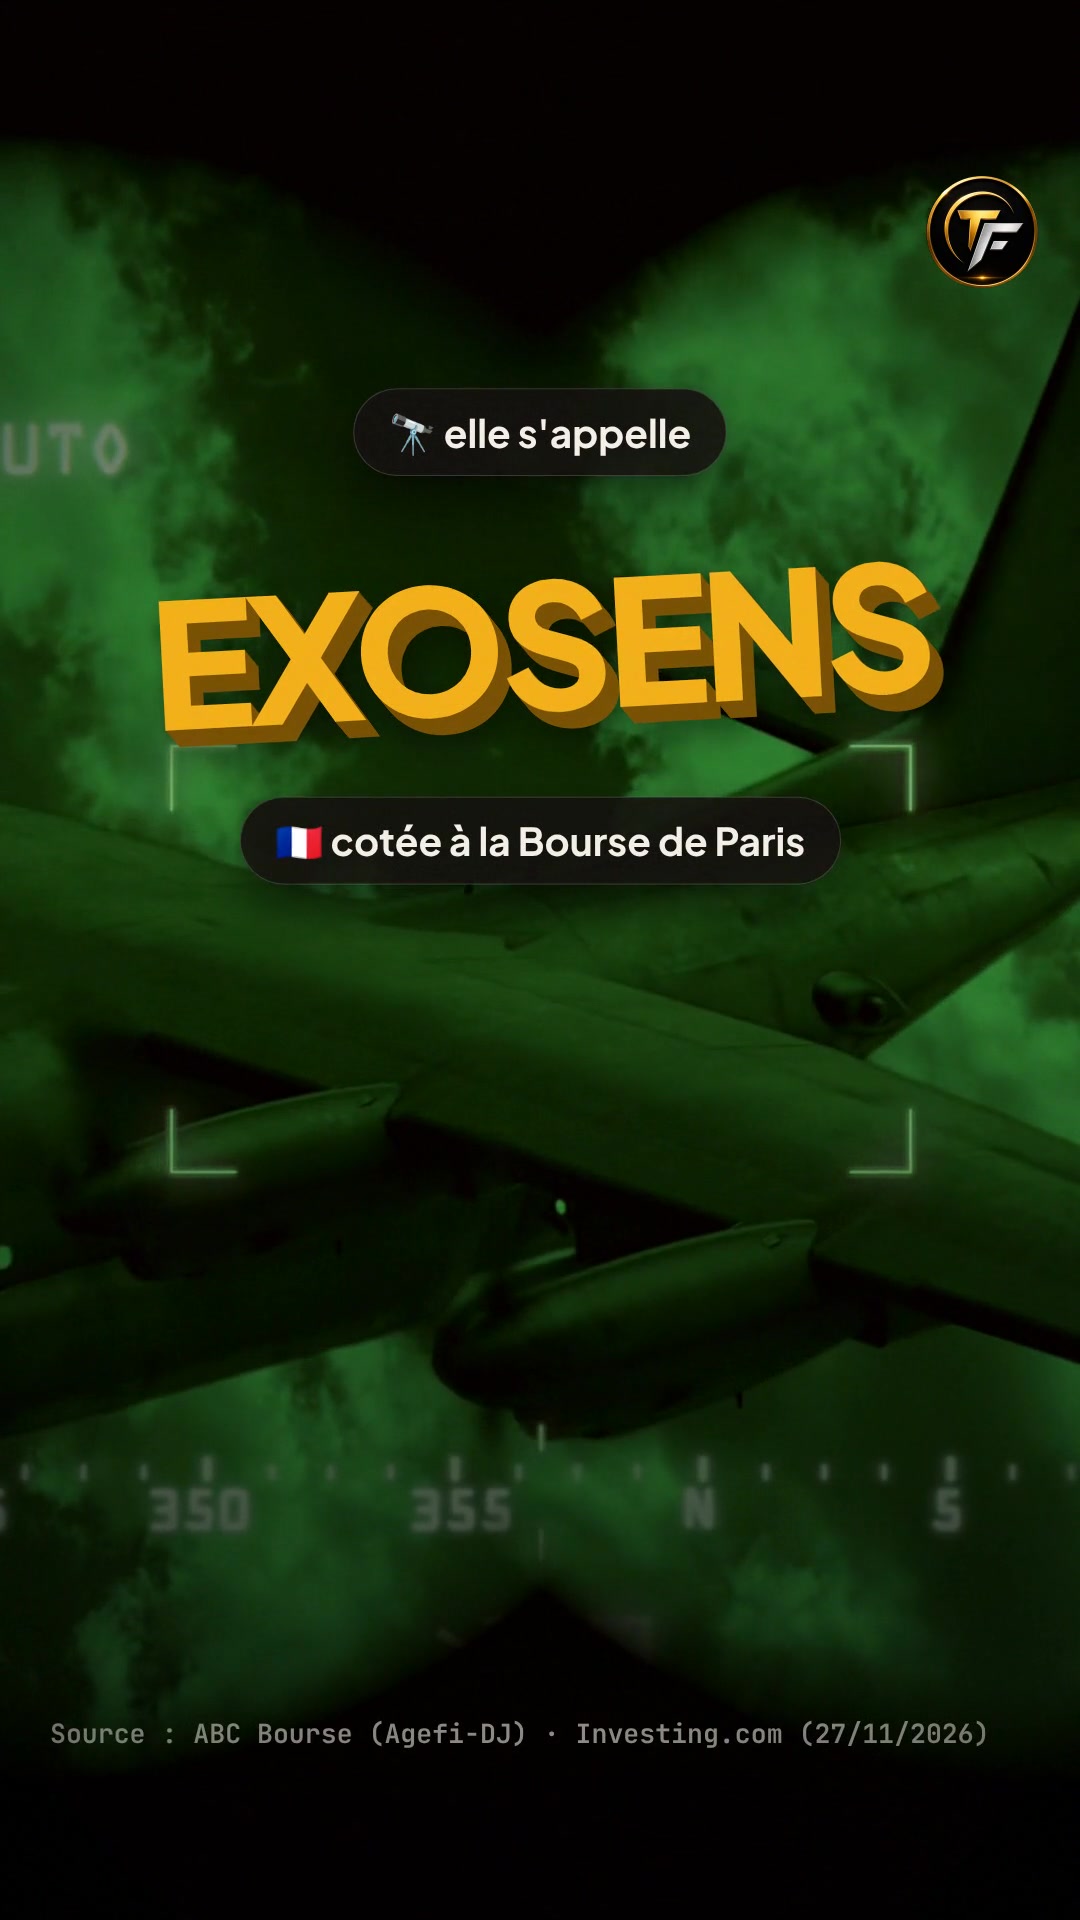 TF
UTO
🔭 elle s'appelle
EXOSENS
🇫🇷 cotée à la Bourse de Paris
350 355 N 5
Source : ABC Bourse (Agefi-DJ) · Investing.com (27/11/2026)